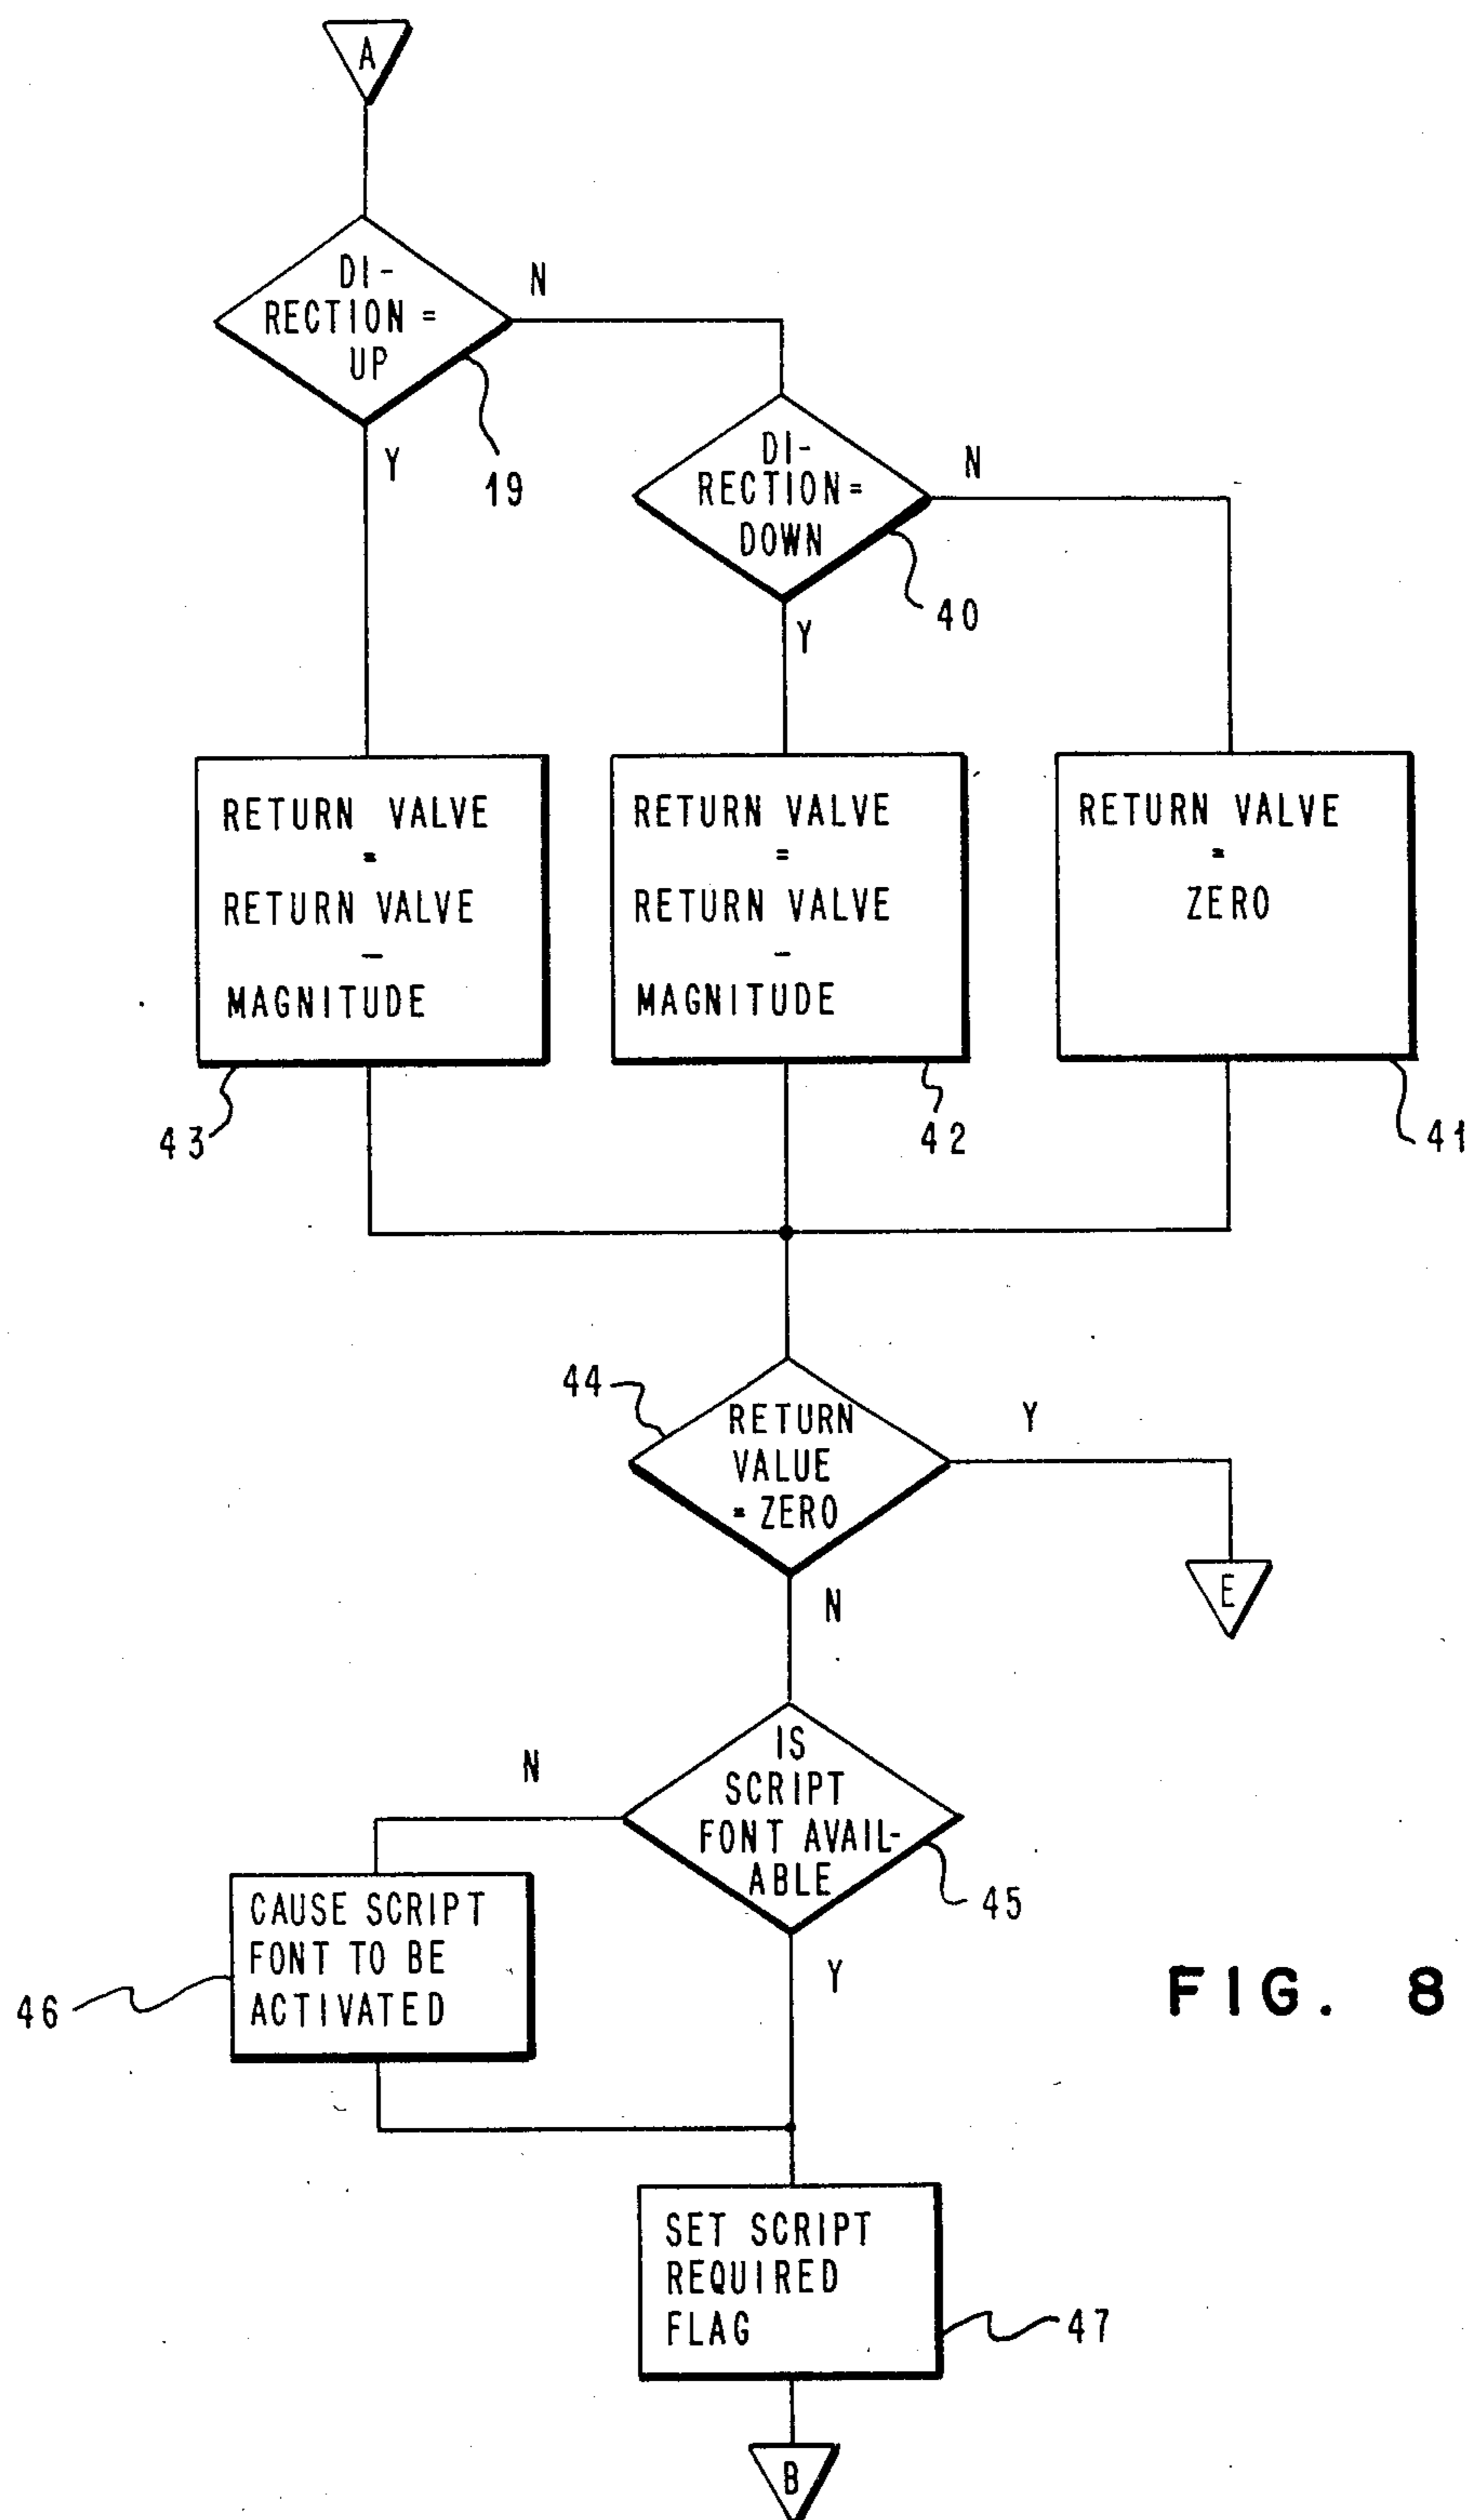 A
DI-
RECTION =
UP
N
Y
19
DI-
RECTION =
DOWN
N
Y
40
RETURN VALVE
=
RETURN VALVE
-
MAGNITUDE
43
RETURN VALVE
=
RETURN VALVE
-
MAGNITUDE
42
RETURN VALVE
=
ZERO
41
44
RETURN
VALUE
= ZERO
Y
E
N
IS
SCRIPT
FONT AVAIL-
ABLE
N
45
Y
CAUSE SCRIPT
FONT TO BE
ACTIVATED
46
FIG. 8
SET SCRIPT
REQUIRED
FLAG
47
B